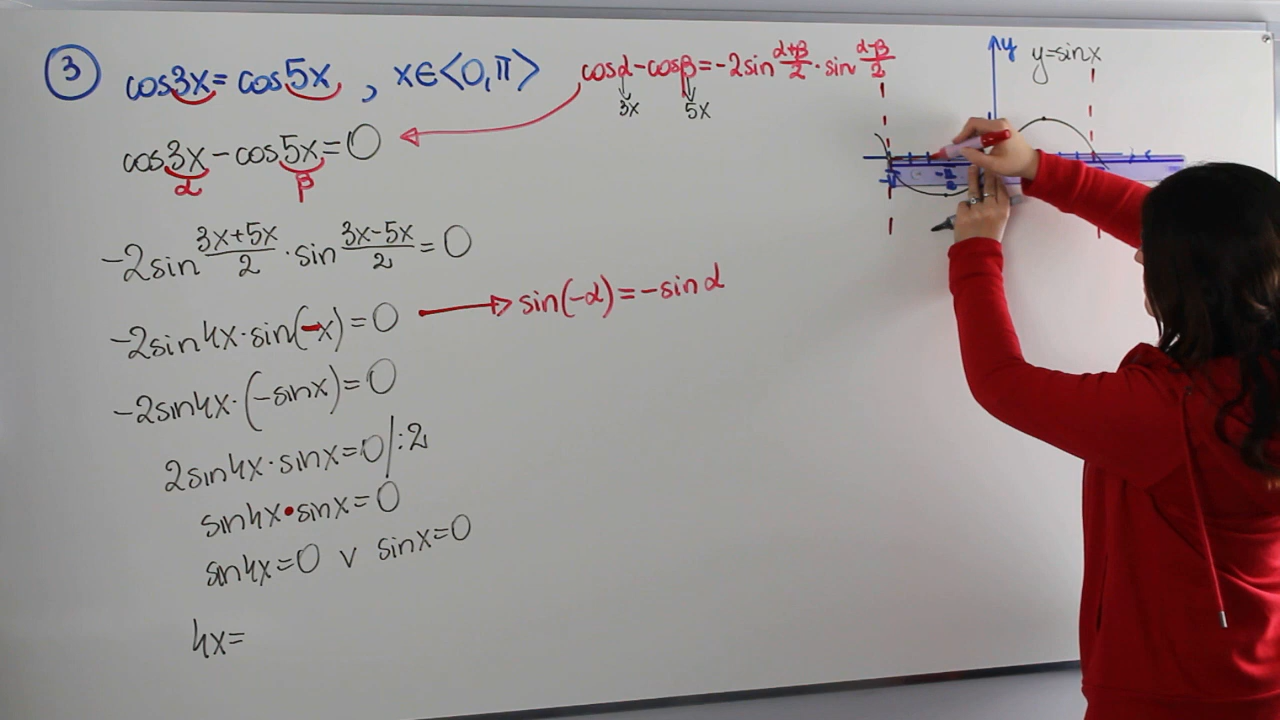 ③ cos3x=cos5x, x∈<0,π> cosα-cosβ=-2sin (α+β)/2 · sin (α-β)/2
3x 5x
cos3x-cos5x=0
α β
-2sin (3x+5x)/2 · sin (3x-5x)/2 = 0
-2sin4x·sin(-x)=0 → sin(-α)=-sinα
-2sin4x·(-sinx)=0
2sin4x·sinx=0/:2
sin4x·sinx=0
sin4x=0 ∨ sinx=0
4x=
y y=sinx